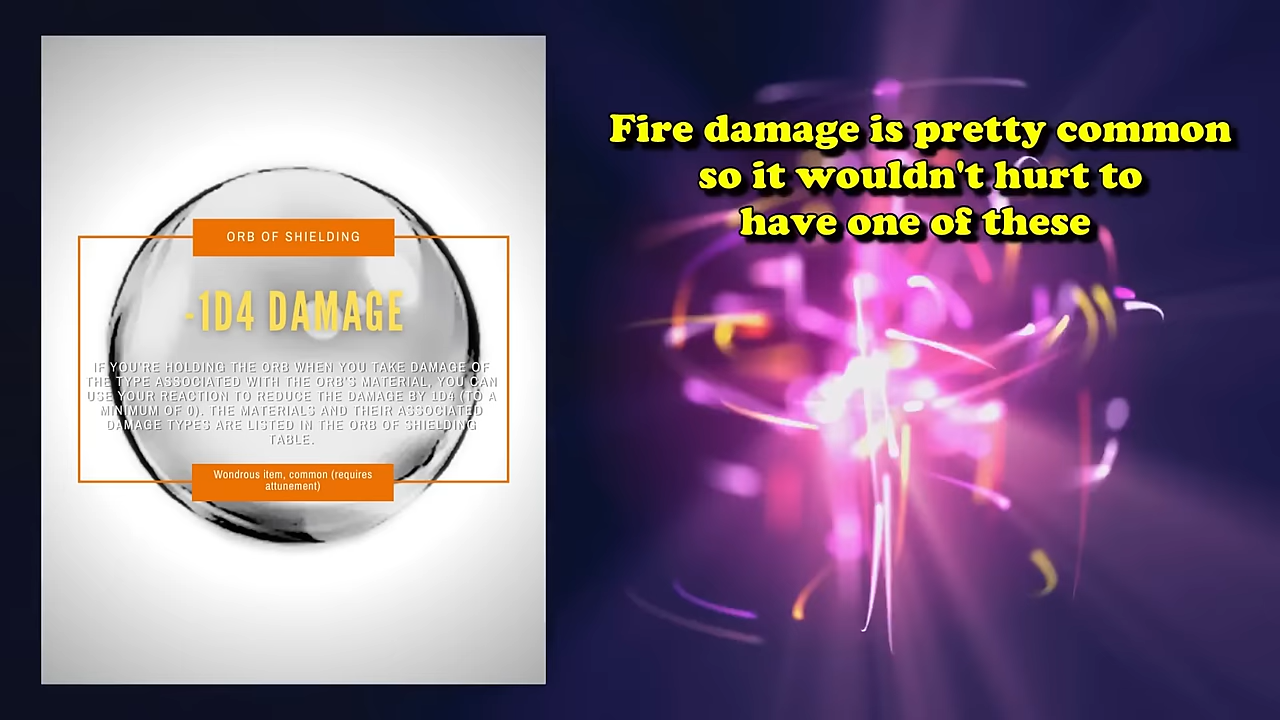 ORB OF SHIELDING
-1D4 DAMAGE
IF YOU'RE HOLDING THE ORB WHEN YOU TAKE DAMAGE OF
THE TYPE ASSOCIATED WITH THE ORB'S MATERIAL, YOU CAN
USE YOUR REACTION TO REDUCE THE DAMAGE BY 1D4 (TO A
MINIMUM OF 0). THE MATERIALS AND THEIR ASSOCIATED
DAMAGE TYPES ARE LISTED IN THE ORB OF SHIELDING
TABLE.
Wondrous item, common (requires
attunement)
Fire damage is pretty common
so it wouldn't hurt to
have one of these